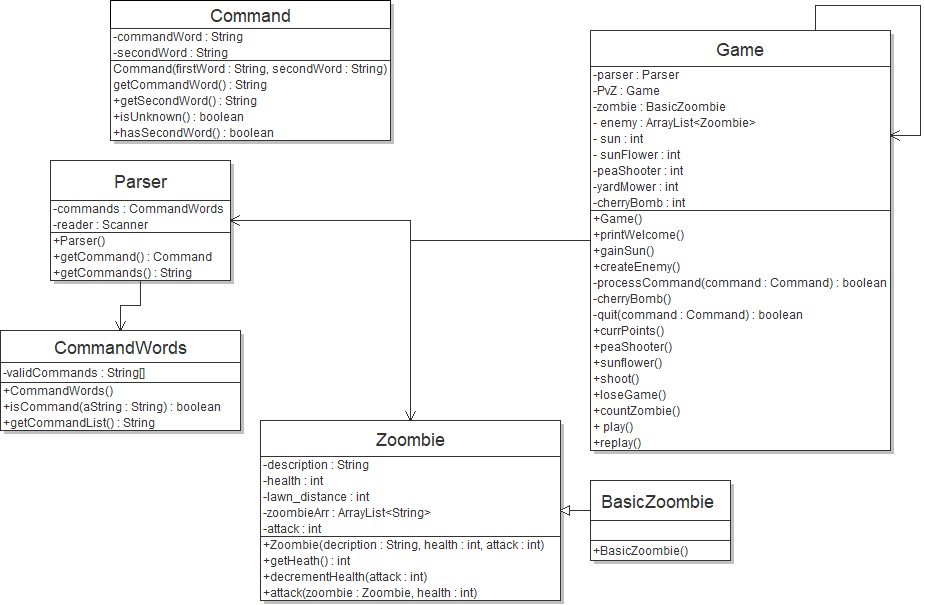 Command
-commandWord : String
-secondWord : String
Command(firstWord : String, secondWord : String)
getCommandWord() : String
+getSecondWord() : String
+isUnknown() : boolean
+hasSecondWord() : boolean
Game
-parser : Parser
-PvZ : Game
-zombie : BasicZoombie
- enemy : ArrayList<Zoombie>
- sun : int
- sunFlower : int
-peaShooter : int
-yardMower : int
-cherryBomb : int
+Game()
+printWelcome()
+gainSun()
+createEnemy()
-processCommand(command : Command) : boolean
-cherryBomb()
-quit(command : Command) : boolean
+currPoints()
+peaShooter()
+sunflower()
+shoot()
+loseGame()
+countZombie()
+ play()
+replay()
Parser
-commands : CommandWords
-reader : Scanner
+Parser()
+getCommand() : Command
+getCommands() : String
CommandWords
-validCommands : String[]
+CommandWords()
+isCommand(aString : String) : boolean
+getCommandList() : String
Zoombie
-description : String
-health : int
-lawn_distance : int
-zoombieArr : ArrayList<String>
-attack : int
+Zoombie(decription : String, health : int, attack : int)
+getHeath() : int
+decrementHealth(attack : int)
+attack(zoombie : Zoombie, health : int)
BasicZoombie
+BasicZoombie()